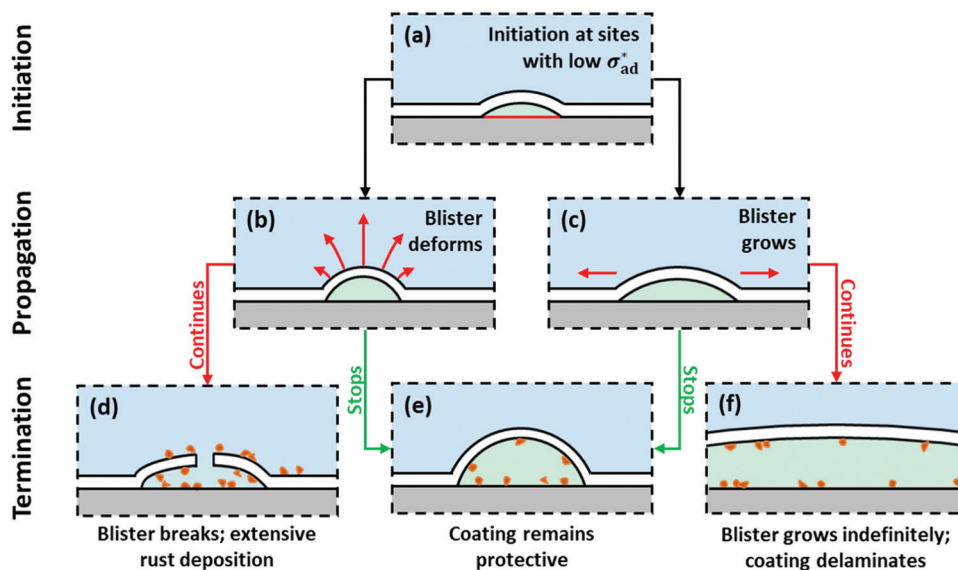 Initiation
(a)
Initiation at sites
with low σ*ad
Propagation
(b)
Blister
deforms
(c)
Blister
grows
Continues
Stops
Stops
Continues
Termination
(d)
(e)
(f)
Blister breaks; extensive
rust deposition
Coating remains
protective
Blister grows indefinitely;
coating delaminates